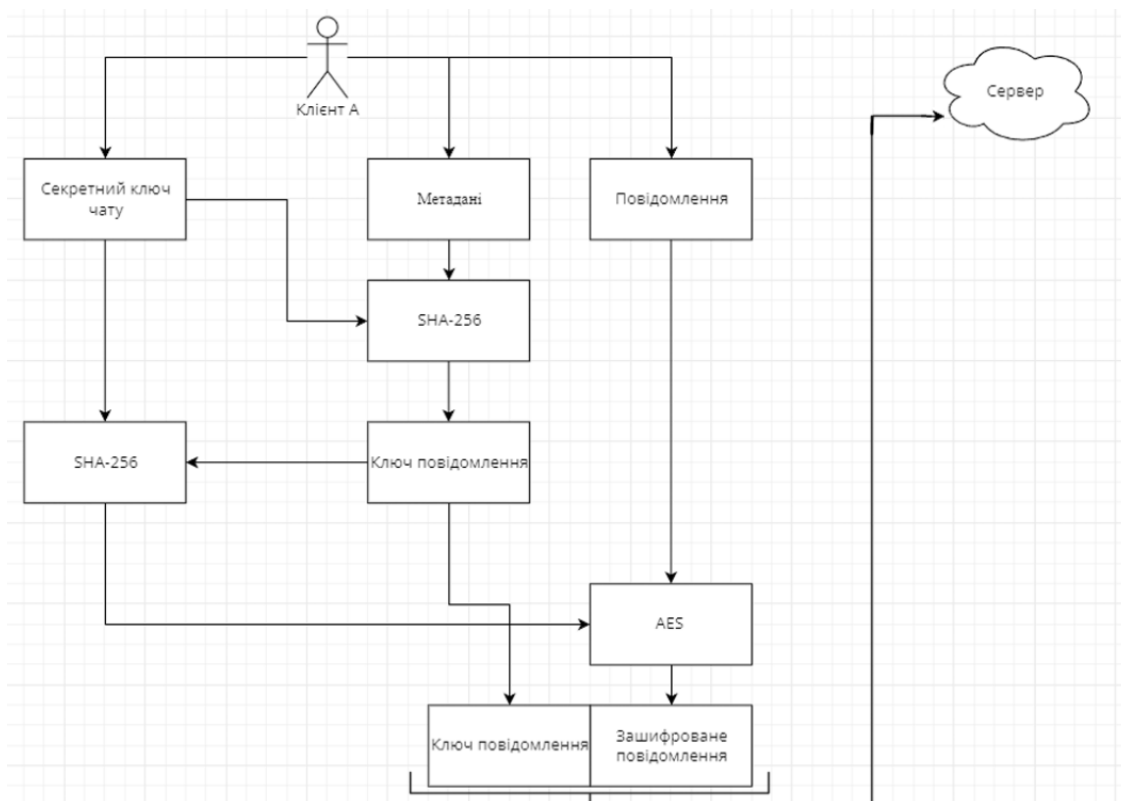 Клієнт А
Сервер
Секретний ключ
чату
Метадані
Повідомлення
SHA-256
SHA-256
Ключ повідомлення
AES
Ключ повідомлення
Зашифроване
повідомлення